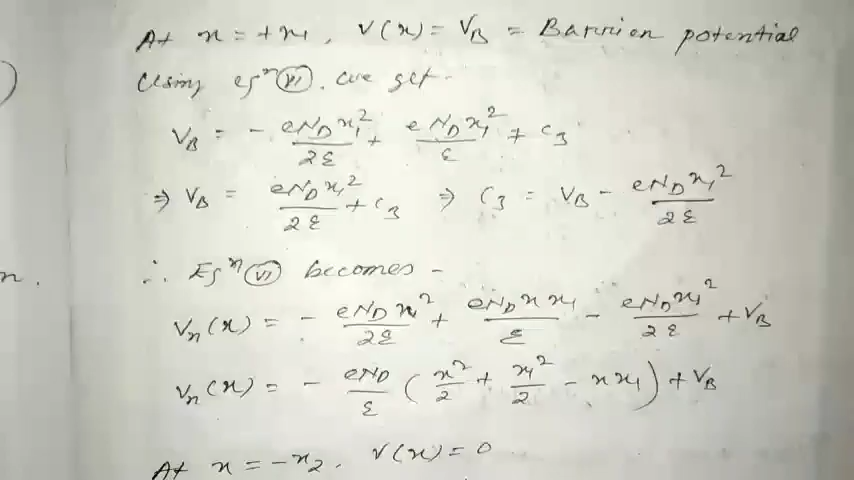 )
At x = +x₁, V(x) = V_B = Barrier potential
Using eqⁿ (VI), we get -
V_B = - eN_D x₁²/2ε + eN_D x₁²/ε + C₃
⇒ V_B = eN_D x₁²/2ε + C₃ ⇒ C₃ = V_B - eN_D x₁²/2ε
n. ∴ Eqⁿ (VI) becomes -
V_n(x) = - eN_D x₁²/2ε + eN_D x x₁/ε - eN_D x₁²/2ε + V_B
V_n(x) = - eN_D/ε ( x²/2 + x₁²/2 - x x₁ ) + V_B
At x = -x₂, V(x) = 0